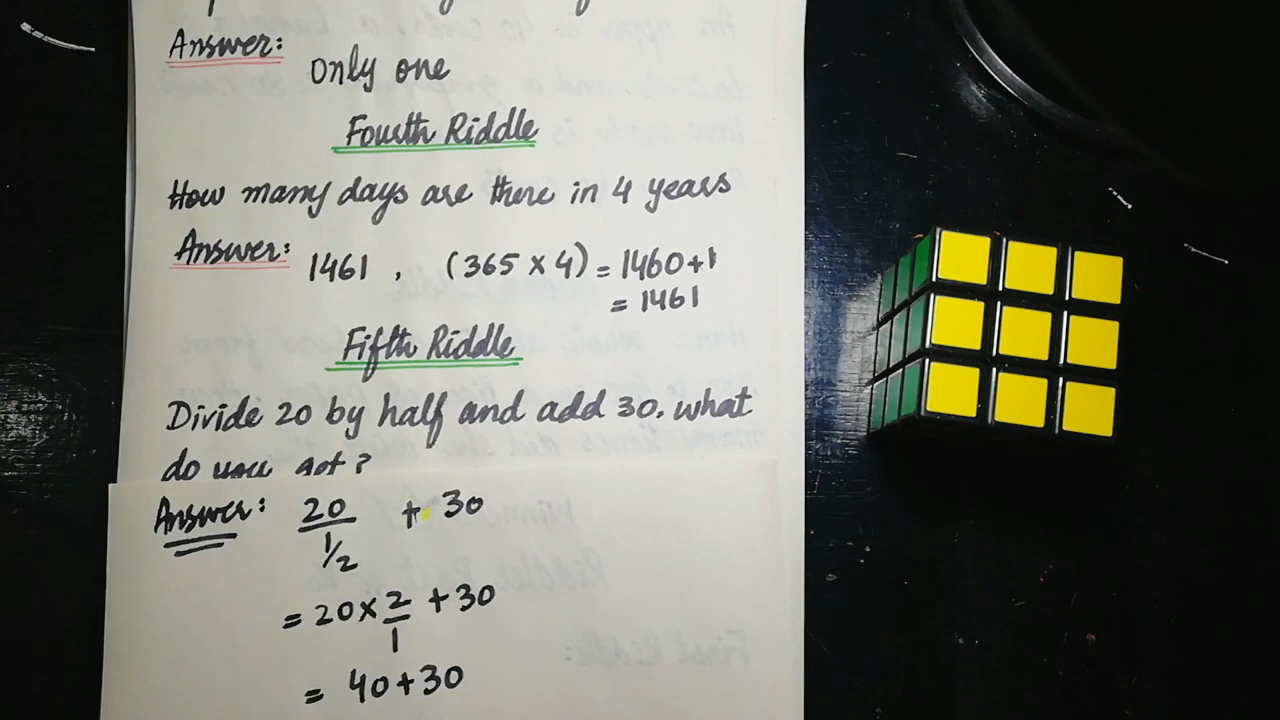 Answer:
Only one
Fourth Riddle
How many days are there in 4 years
Answer: 1461 , (365 × 4) = 1460+1
= 1461
Fifth Riddle
Divide 20 by half and add 30. what
do you get?
Answer: 20 / 1/2 + 30
= 20 × 2/1 + 30
= 40+30